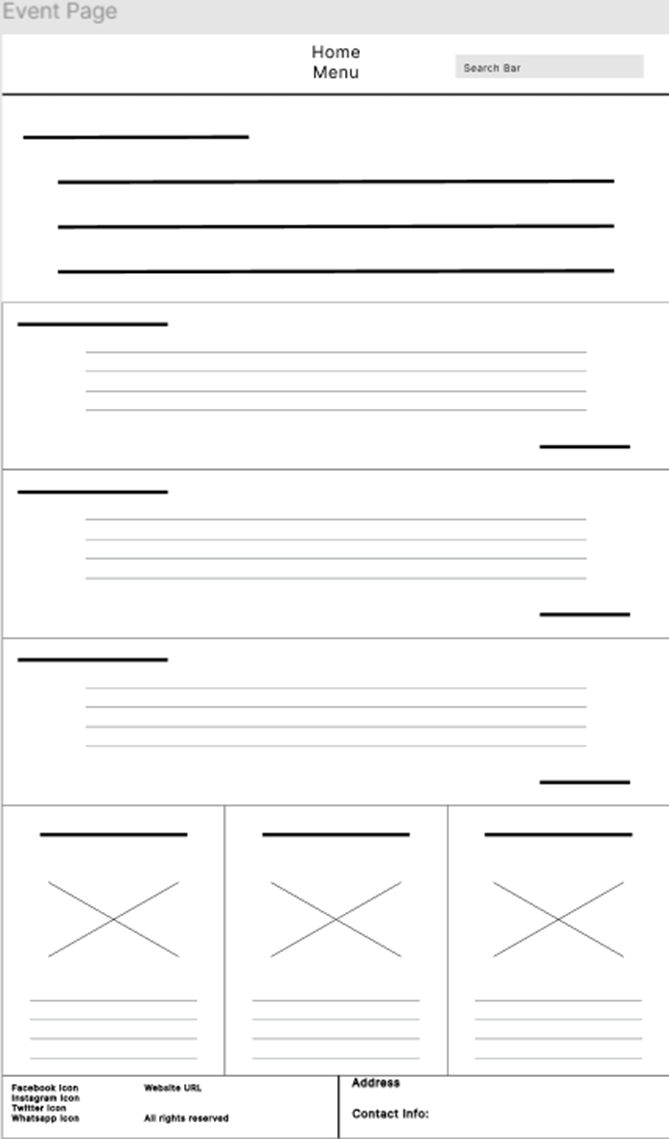 Event Page
Home
Menu
Search Bar
Facebook Icon
Instagram Icon
Twitter Icon
Whatsapp Icon
Website URL
All rights reserved
Address
Contact Info: